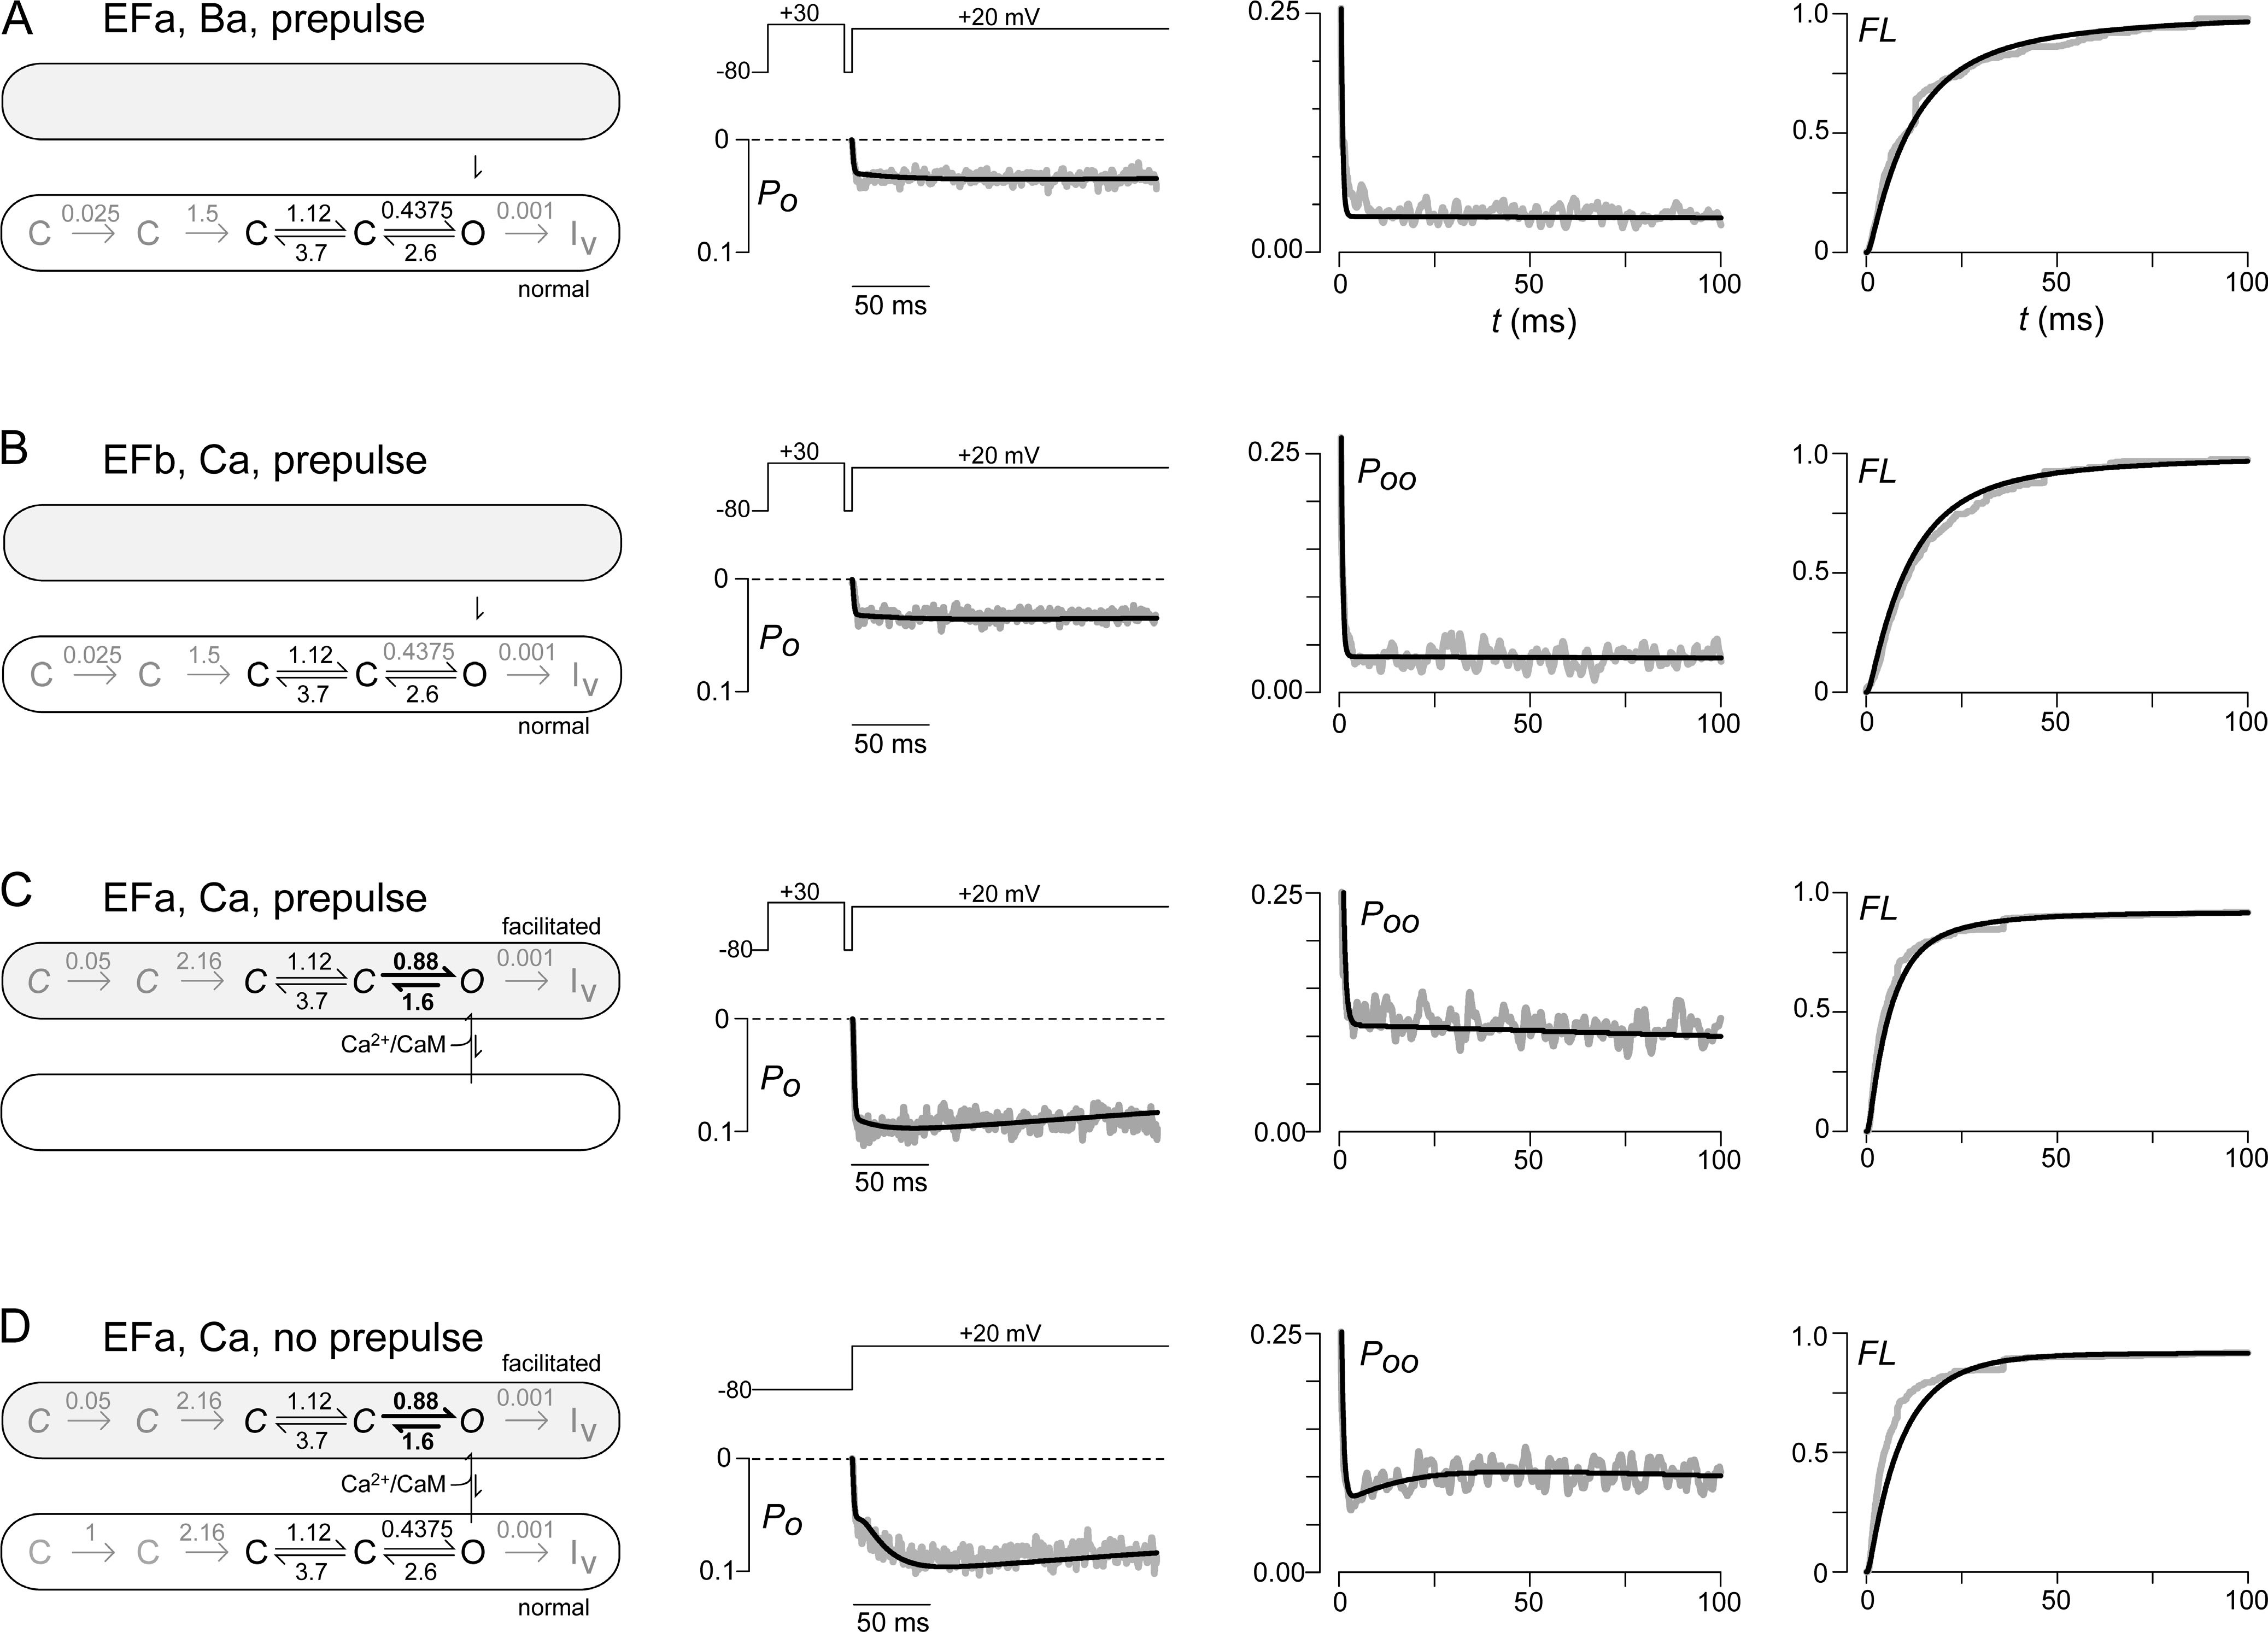 A EFa, Ba, prepulse
0.025 1.5 1.12 0.4375 0.001
C C C C O IV
3.7 2.6
normal
+30 +20 mV
-80
0
PO
0.1
50 ms
0.25
0.00
0 50 100
t (ms)
1.0 FL
0.5
0
0 50 100
t (ms)
B EFb, Ca, prepulse
0.025 1.5 1.12 0.4375 0.001
C C C C O IV
3.7 2.6
normal
+30 +20 mV
-80
0
PO
0.1
50 ms
0.25 POO
0.00
0 50 100
1.0 FL
0.5
0
0 50 100
C EFa, Ca, prepulse
facilitated
0.05 2.16 1.12 0.88 0.001
C C C C O IV
3.7 1.6
Ca2+/CaM
+30 +20 mV
-80
0
PO
0.1
50 ms
0.25 POO
0.00
0 50 100
1.0 FL
0.5
0
0 50 100
D EFa, Ca, no prepulse
facilitated
0.05 2.16 1.12 0.88 0.001
C C C C O IV
3.7 1.6
Ca2+/CaM
1 2.16 1.12 0.4375 0.001
C C C C O IV
3.7 2.6
normal
+20 mV
-80
0
PO
0.1
50 ms
0.25 POO
0.00
0 50 100
1.0 FL
0.5
0
0 50 100